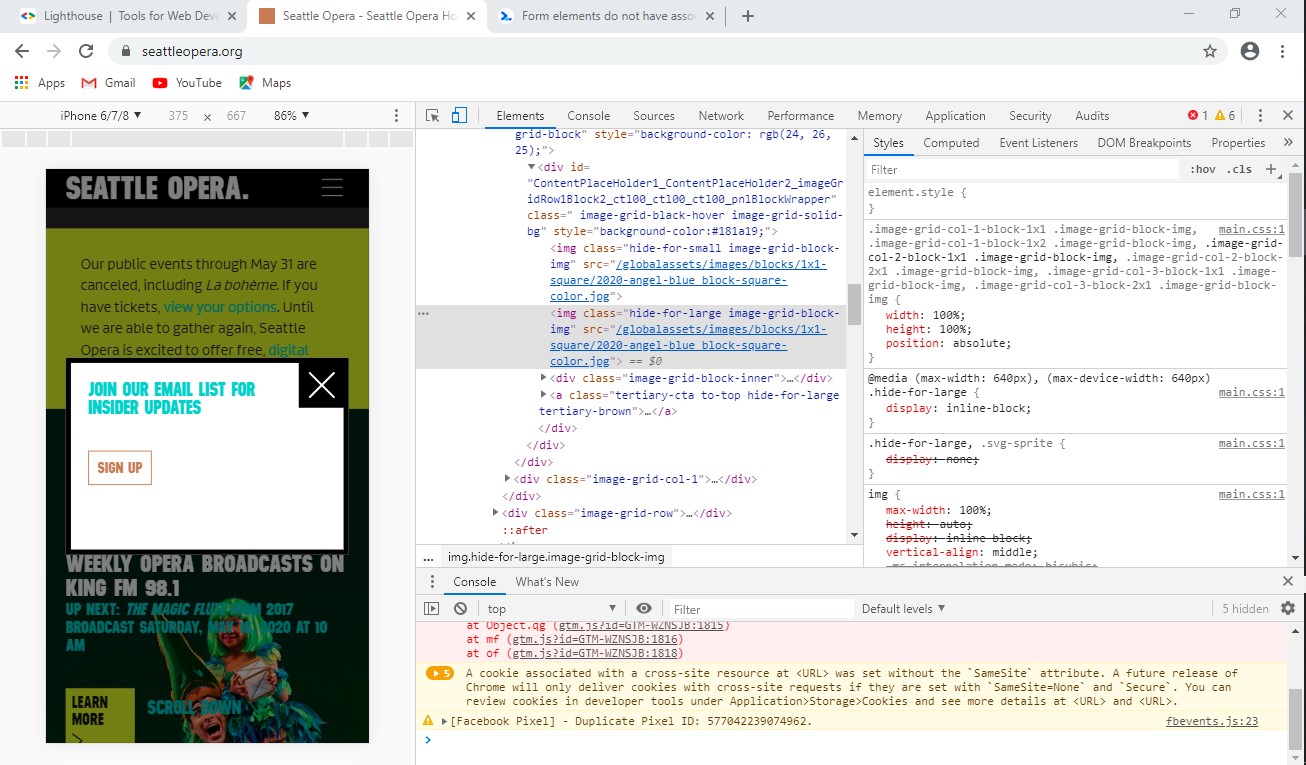 Lighthouse | Tools for Web Deve
Seattle Opera - Seattle Opera Ho
Form elements do not have asso
seattleopera.org
Apps
Gmail
YouTube
Maps
iPhone 6/7/8 ▼ 375 × 667 86% ▼
SEATTLE OPERA.
Our public events through May 31 are
canceled, including La bohème. If you
have tickets, view your options. Until
we are able to gather again, Seattle
Opera is excited to offer free, digital
JOIN OUR EMAIL LIST FOR
INSIDER UPDATES
SIGN UP
WEEKLY OPERA BROADCASTS ON
KING FM 98.1
UP NEXT: THE MAGIC FLUTE FROM 2017
BROADCAST SATURDAY, MAY 2020 AT 10
AM
LEARN
MORE
SCROLL DOWN
Elements Console Sources Network Performance Memory Application Security Audits 1 6
grid-block" style="background-color: rgb(24, 26,
25);">
▼<div id=
"ContentPlaceHolder1_ContentPlaceHolder2_imageGr
idRow1Block2_ctl00_ctl00_ctl00_pnlBlockWrapper"
class=" image-grid-black-hover image-grid-solid-
bg" style="background-color:#181a19;">
<img class="hide-for-small image-grid-block-
img" src="/globalassets/images/blocks/1x1-
square/2020-angel-blue_block-square-
color.jpg">
… <img class="hide-for-large image-grid-block-
img" src="/globalassets/images/blocks/1x1-
square/2020-angel-blue_block-square-
color.jpg"> == $0
▶<div class="image-grid-block-inner">…</div>
▶<a class="tertiary-cta to-top hide-for-large
tertiary-brown">…</a>
</div>
</div>
</div>
▶<div class="image-grid-col-1">…</div>
</div>
▶<div class="image-grid-row">…</div>
::after
... img.hide-for-large.image-grid-block-img
Styles Computed Event Listeners DOM Breakpoints Properties »
Filter :hov .cls +
element.style {
}
.image-grid-col-1-block-1x1 .image-grid-block-img, main.css:1
.image-grid-col-1-block-1x2 .image-grid-block-img, .image-grid-
col-2-block-1x1 .image-grid-block-img, .image-grid-col-2-block-
2x1 .image-grid-block-img, .image-grid-col-3-block-1x1 .image-
grid-block-img, .image-grid-col-3-block-2x1 .image-grid-block-
img {
width: 100%;
height: 100%;
position: absolute;
}
@media (max-width: 640px), (max-device-width: 640px)
.hide-for-large { main.css:1
display: inline-block;
}
.hide-for-large, .svg-sprite { main.css:1
display: none;
}
img { main.css:1
max-width: 100%;
height: auto;
display: inline-block;
vertical-align: middle;
-ms-interpolation-mode: bicubic;
Console What's New
top ▼ Filter Default levels ▼ 5 hidden
at Object.qg (gtm.js?id=GTM-WZNSJB:1815)
at mf (gtm.js?id=GTM-WZNSJB:1816)
at of (gtm.js?id=GTM-WZNSJB:1818)
▶ 5 A cookie associated with a cross-site resource at <URL> was set without the `SameSite` attribute. A future release of
Chrome will only deliver cookies with cross-site requests if they are set with `SameSite=None` and `Secure`. You can
review cookies in developer tools under Application>Storage>Cookies and see more details at <URL> and <URL>.
▶[Facebook Pixel] - Duplicate Pixel ID: 577042239074962. fbevents.js:23